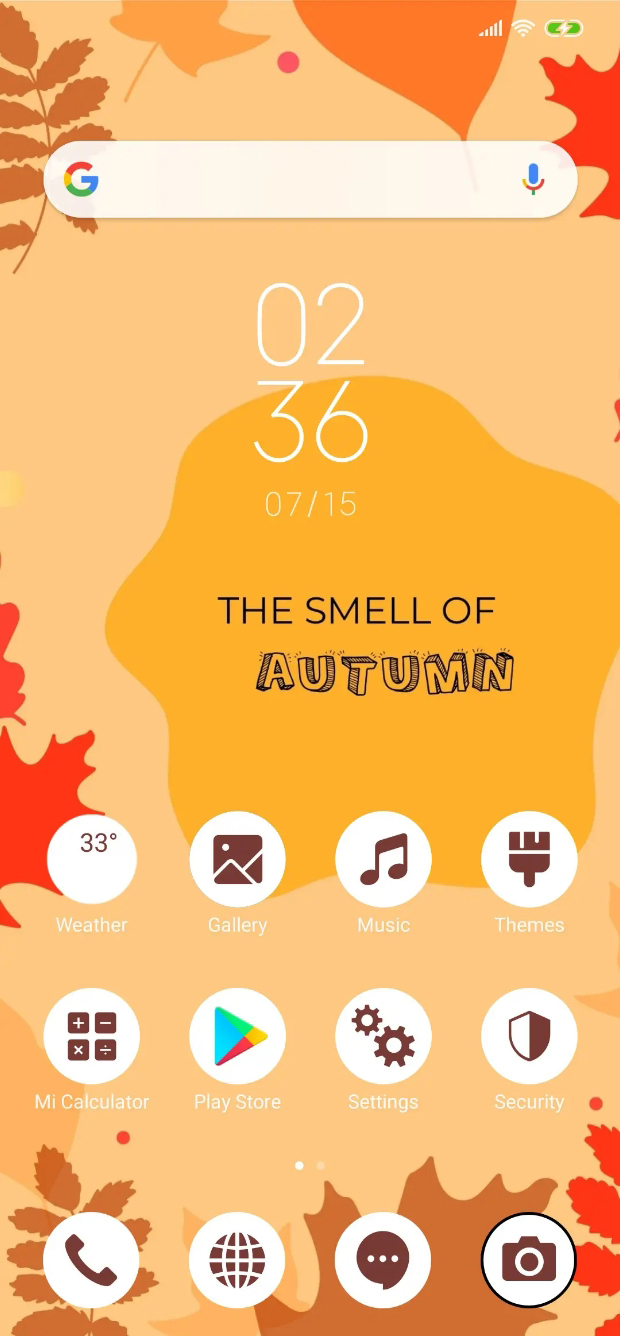 02
36
07/15
THE SMELL OF
AUTUMN
33°
Weather
Gallery
Music
Themes
Mi Calculator
Play Store
Settings
Security